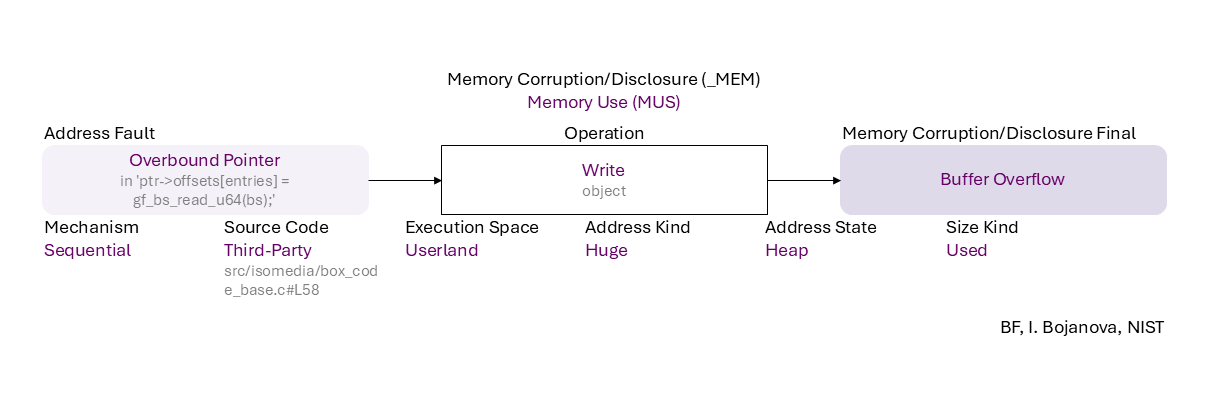 Memory Corruption/Disclosure (_MEM)
Memory Use (MUS)
Address Fault
Operation
Memory Corruption/Disclosure Final
Overbound Pointer
in 'ptr->offsets[entries] =
gf_bs_read_u64(bs);'
Write
object
Buffer Overflow
Mechanism
Source Code
Execution Space
Address Kind
Address State
Size Kind
Sequential
Third-Party
Userland
Huge
Heap
Used
src/isomedia/box_cod
e_base.c#L58
BF, I. Bojanova, NIST